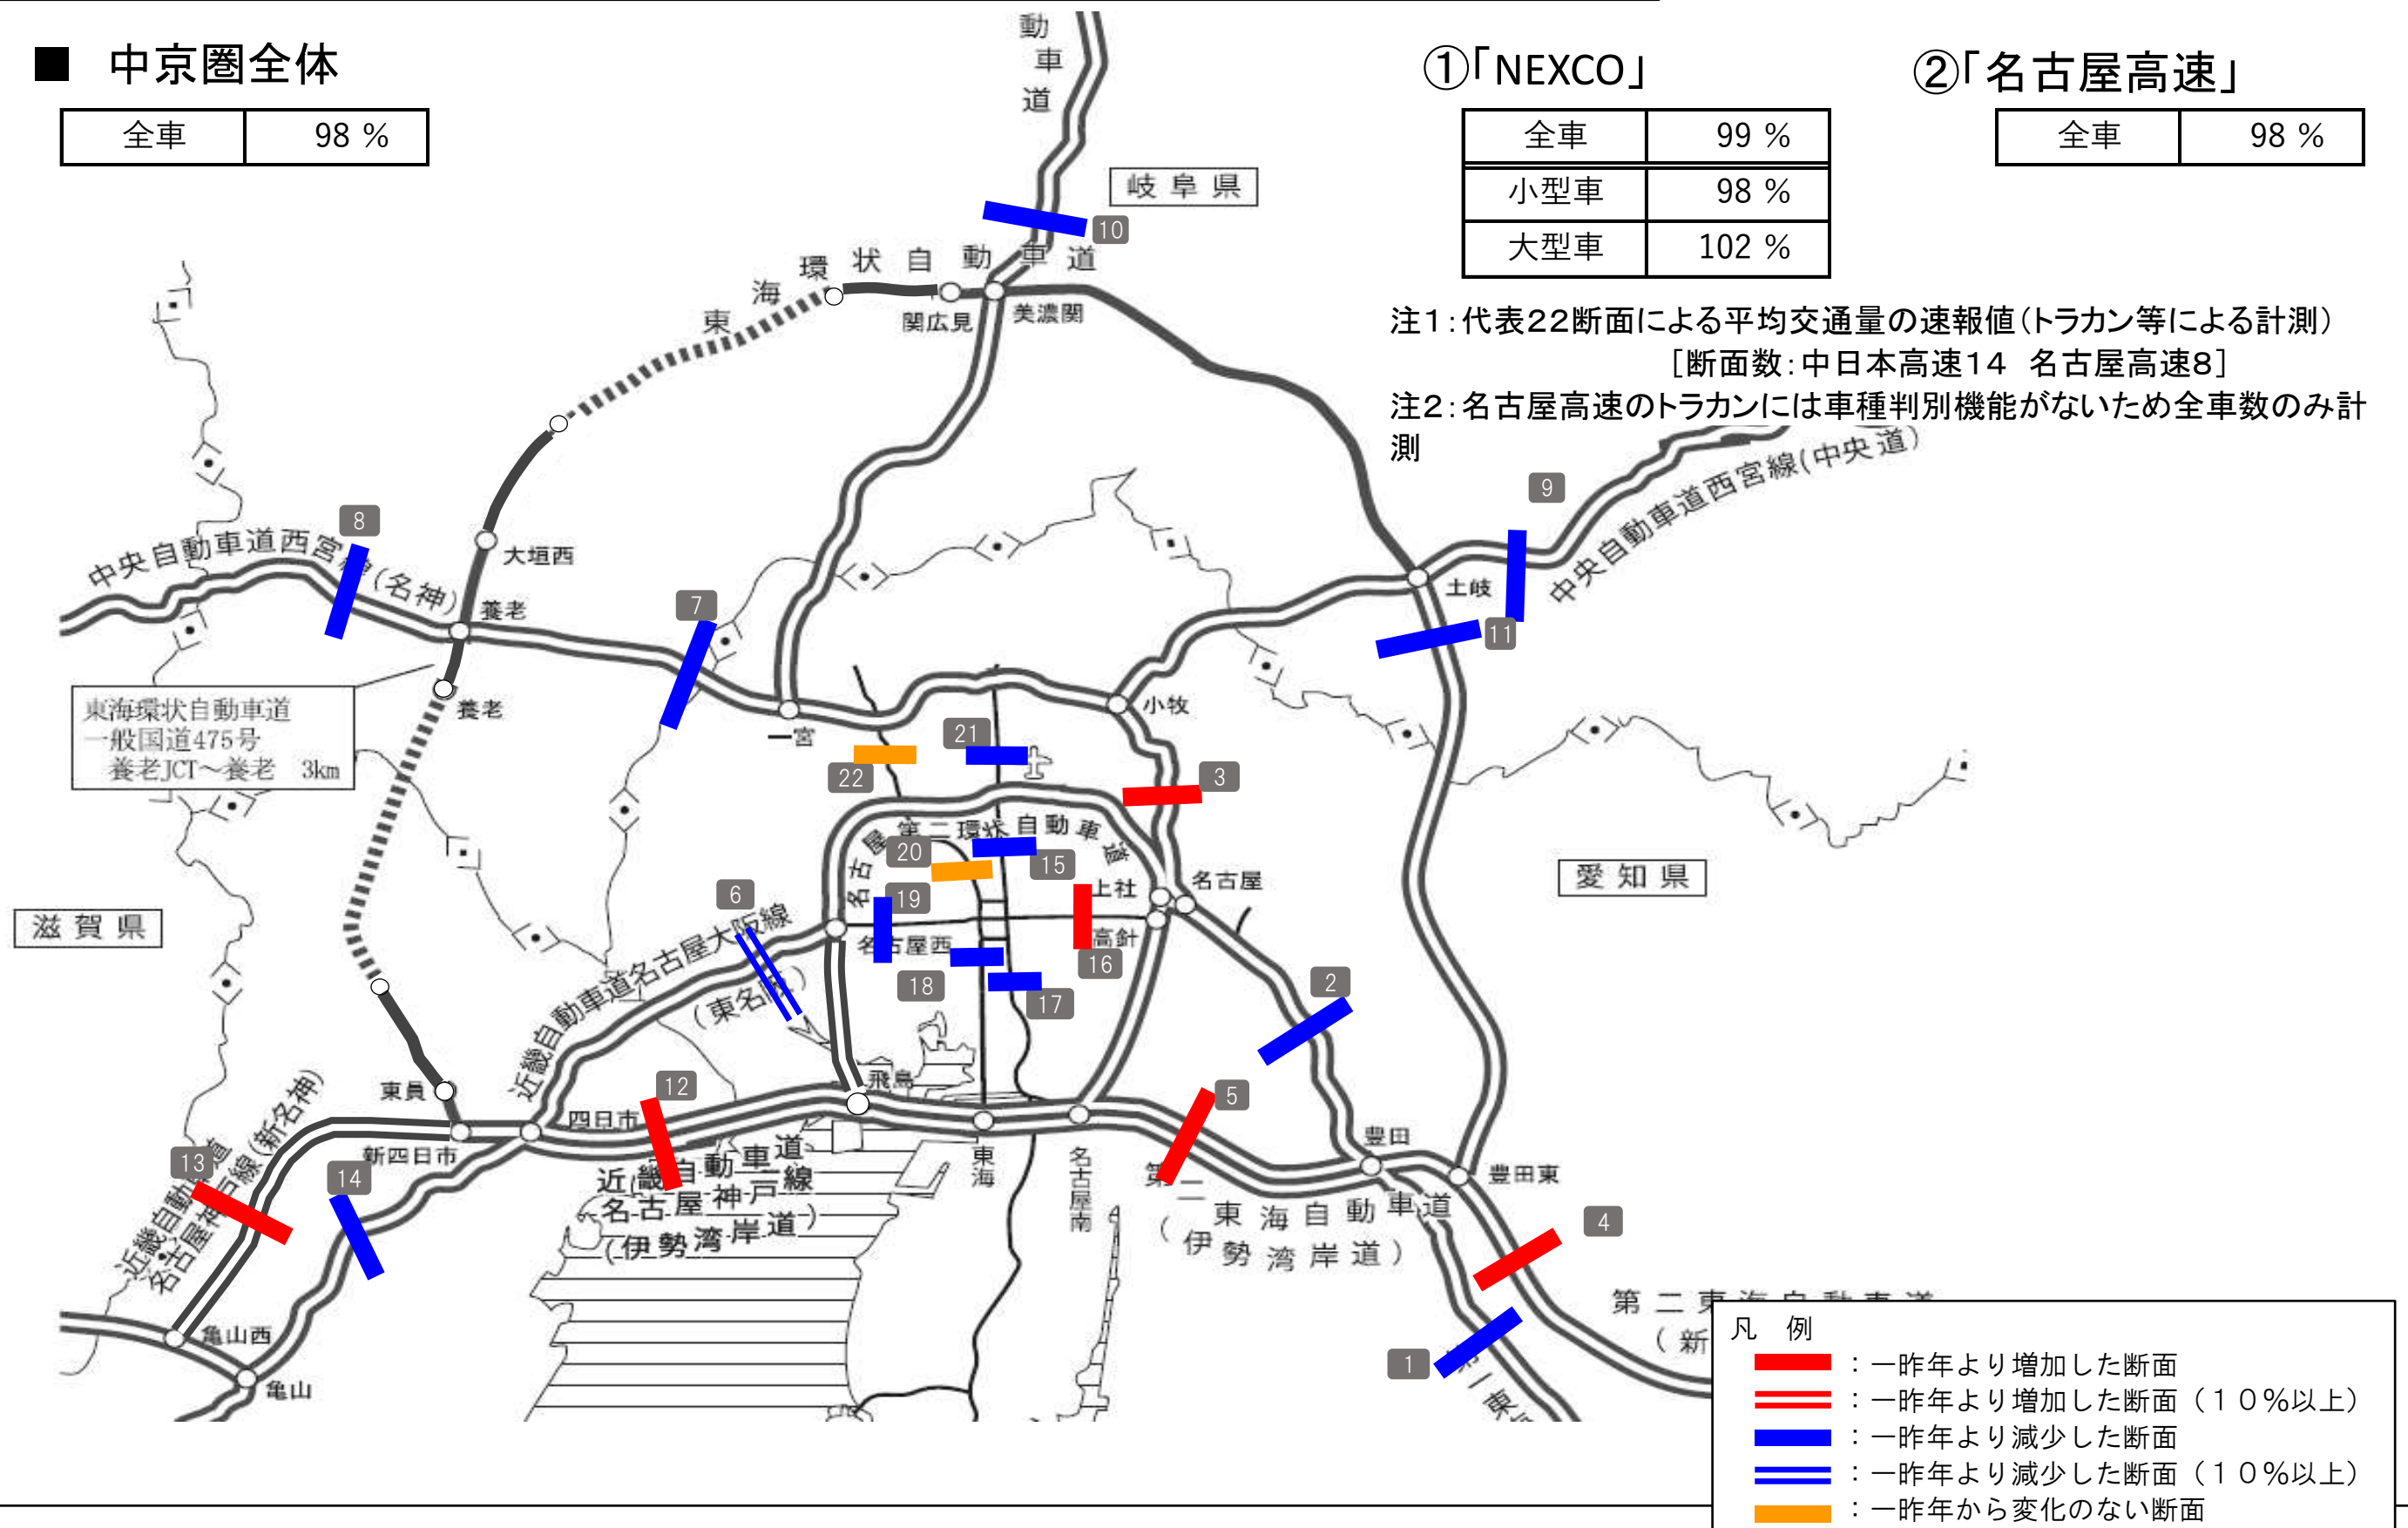 ■ 中京圏全体
全車 98 %
①「NEXCO」
全車 99 %
小型車 98 %
大型車 102 %
②「名古屋高速」
全車 98 %
注1：代表22断面による平均交通量の速報値（トラカン等による計測）
［断面数：中日本高速14 名古屋高速8］
注2：名古屋高速のトラカンには車種判別機能がないため全車数のみ計
測
動車道
岐阜県
10
東海環状自動車道
関広見
美濃関
9
中央自動車道西宮線(中央道)
8
中央自動車道西宮線(名神)
大垣西
養老
7
土岐
11
養老
東海環状自動車道
一般国道475号
養老JCT～養老 3km
一宮
小牧
21
22
3
名古屋第二環状自動車道
20
15
19
上社
名古屋
愛知県
6
滋賀県
名古屋西
高針
16
近畿自動車道名古屋大阪線
(東名阪)
18
17
2
東員
12
飛島
5
四日市
新四日市
13
14
近畿自動車道
名古屋神戸線(新名神)
近畿自動車道
名古屋神戸線
(伊勢湾岸道)
東海
名古屋南
豊田
豊田東
第二東海自動車道
(伊勢湾岸道)
4
亀山西
亀山
1
第二東海自動車道
(新
第一東
凡 例
：一昨年より増加した断面
：一昨年より増加した断面（１０%以上）
：一昨年より減少した断面
：一昨年より減少した断面（１０%以上）
：一昨年から変化のない断面